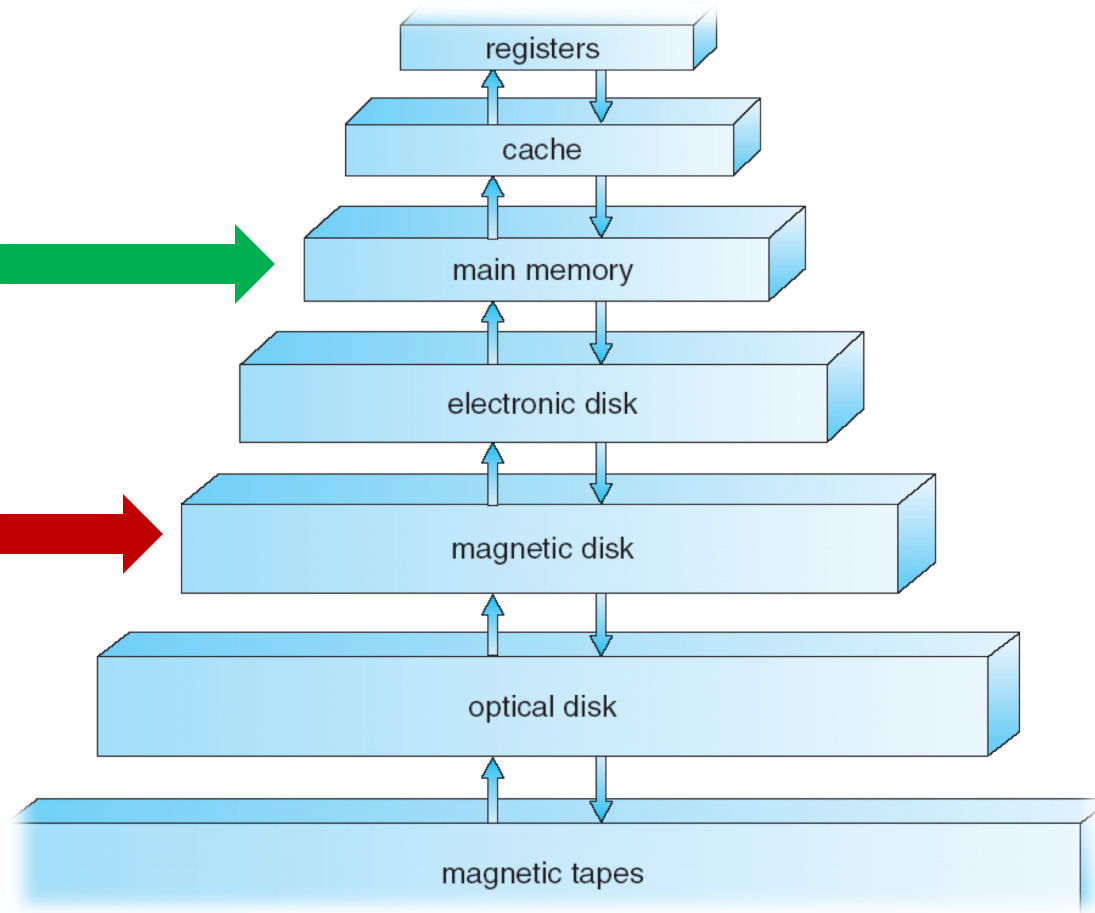 registers
cache
main memory
electronic disk
magnetic disk
optical disk
magnetic tapes